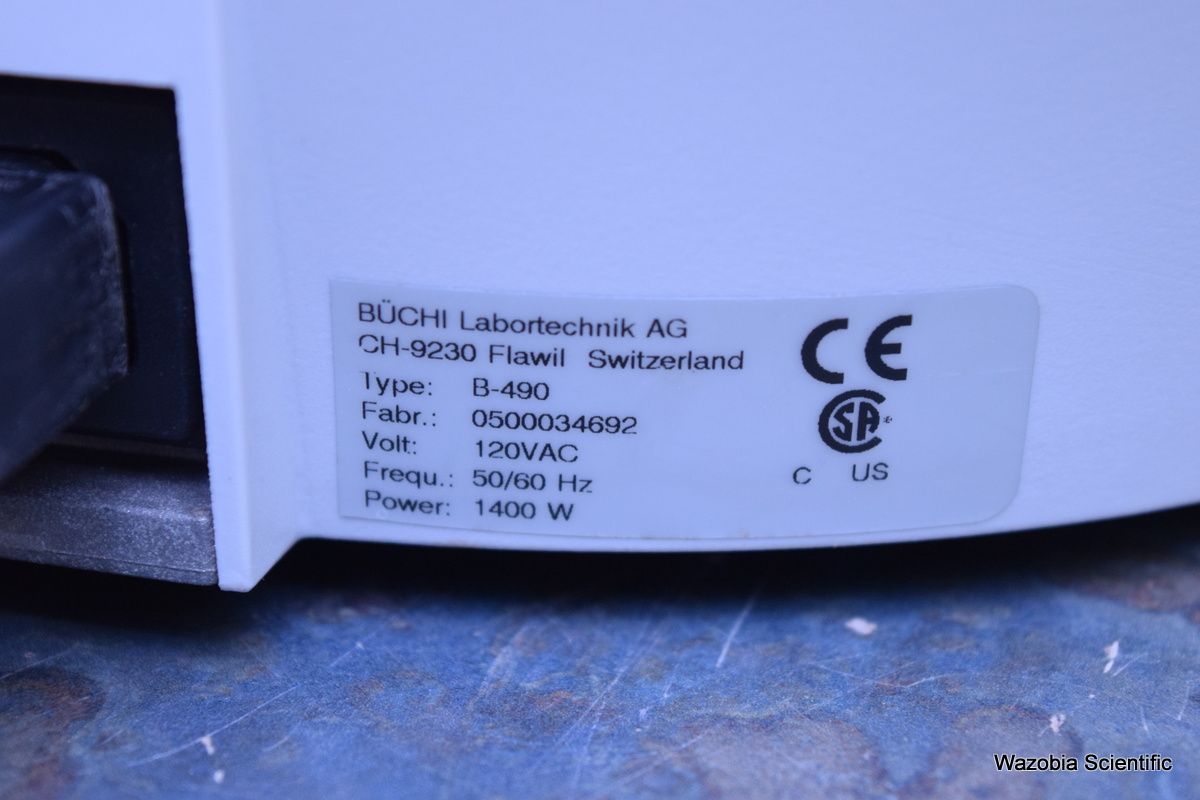 BÜCHI Labortechnik AG
CH-9230 Flawil Switzerland
Type: B-490
Fabr.: 0500034692
Volt: 120VAC
Frequ.: 50/60 Hz
Power: 1400 W
CE
SA
C US
Wazobia Scientific